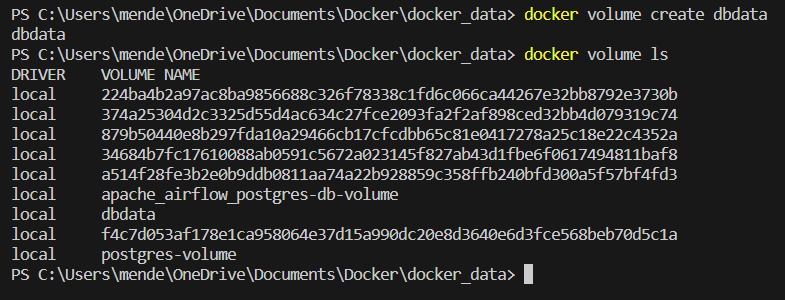 PS C:\Users\mende\OneDrive\Documents\Docker\docker_data> docker volume create dbdata
dbdata
PS C:\Users\mende\OneDrive\Documents\Docker\docker_data> docker volume ls
DRIVER    VOLUME NAME
local     224ba4b2a97ac8ba9856688c326f78338c1fd6c066ca44267e32bb8792e3730b
local     374a25304d2c3325d55d4ac634c27fce2093fa2f2af898ced32bb4d079319c74
local     879b50440e8b297fda10a29466cb17cfcdbb65c81e0417278a25c18e22c4352a
local     34684b7fc17610088ab0591c5672a023145f827ab43d1fbe6f0617494811baf8
local     a514f28fe3b2e0b9ddb0811aa74a22b928859c358ffb240bfd300a5f57bf4fd3
local     apache_airflow_postgres-db-volume
local     dbdata
local     f4c7d053af178e1ca958064e37d15a990dc20e8d3640e6d3fce568beb70d5c1a
local     postgres-volume
PS C:\Users\mende\OneDrive\Documents\Docker\docker_data>